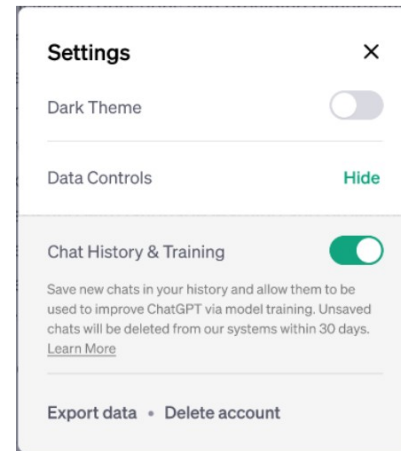 Settings
Dark Theme
Data Controls Hide
Chat History & Training
Save new chats in your history and allow them to be
used to improve ChatGPT via model training. Unsaved
chats will be deleted from our systems within 30 days.
Learn More
Export data • Delete account